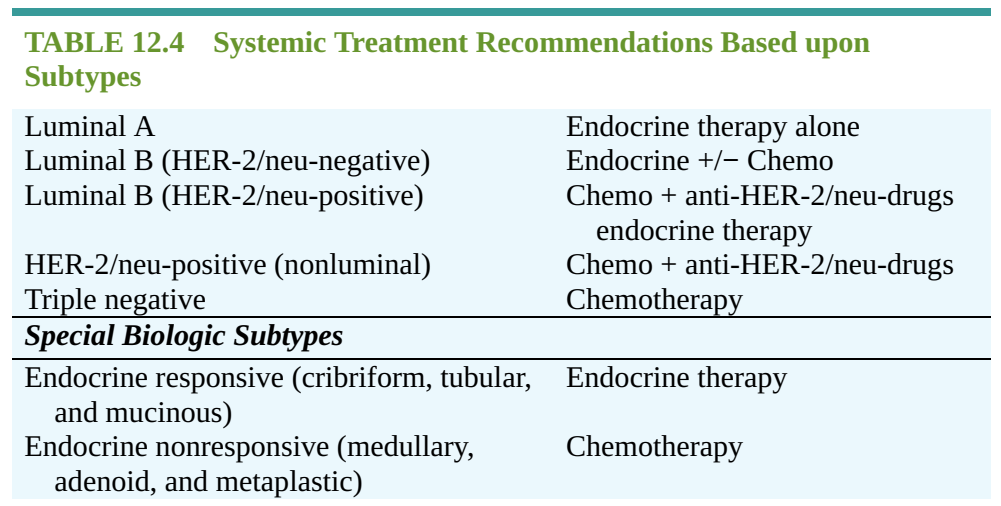 TABLE 12.4 Systemic Treatment Recommendations Based upon
Subtypes
Luminal A Endocrine therapy alone
Luminal B (HER-2/neu-negative) Endocrine +/− Chemo
Luminal B (HER-2/neu-positive) Chemo + anti-HER-2/neu-drugs
endocrine therapy
HER-2/neu-positive (nonluminal) Chemo + anti-HER-2/neu-drugs
Triple negative Chemotherapy
Special Biologic Subtypes
Endocrine responsive (cribriform, tubular, Endocrine therapy
and mucinous)
Endocrine nonresponsive (medullary, Chemotherapy
adenoid, and metaplastic)